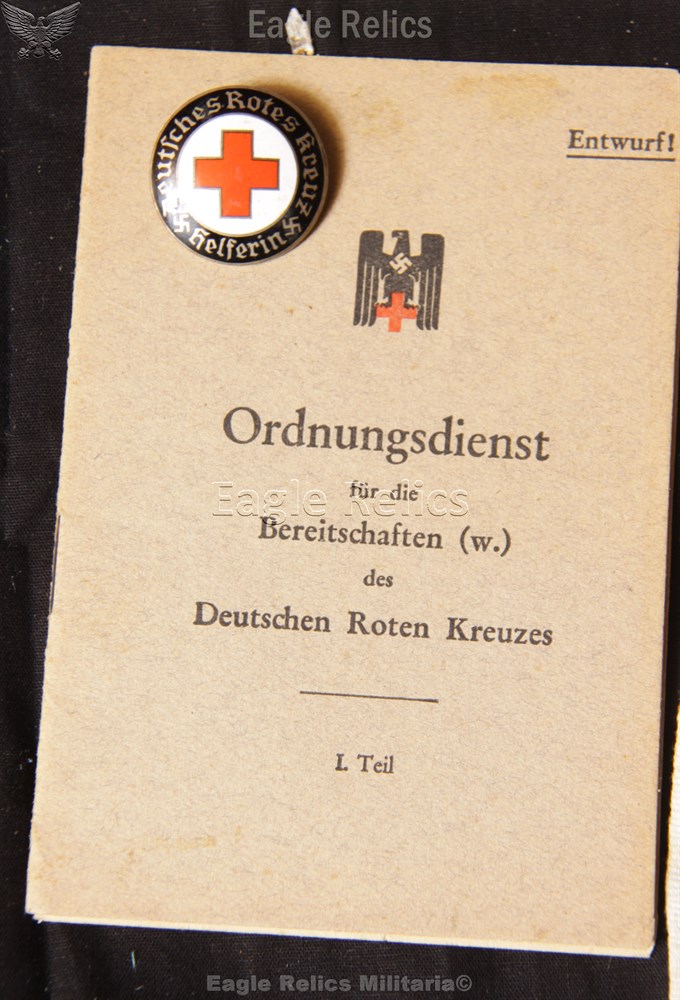 Eagle Relics
Deutsches Rotes Kreuz
Helferin
Entwurf!
Ordnungsdienst
für die
Eagle Relics
Bereitschaften (w.)
des
Deutschen Roten Kreuzes
I. Teil
Eagle Relics Militaria©